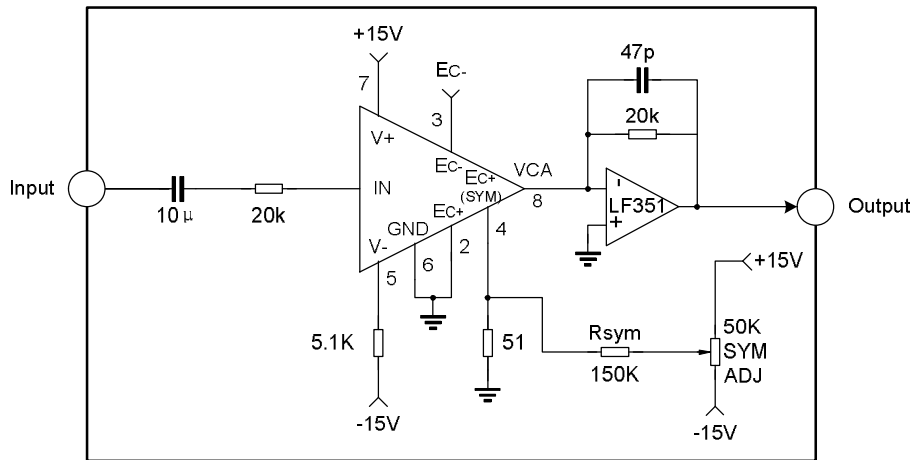 +15V
7
Ec-
3
47p
20k
V+
Ec-
Ec+
(SYM)
VCA
8
Input
10μ
20k
IN
-
LF351
+
Output
GND
Ec+
V-
5
6
2
4
+15V
5.1K
51
Rsym
150K
50K
SYM
ADJ
-15V
-15V